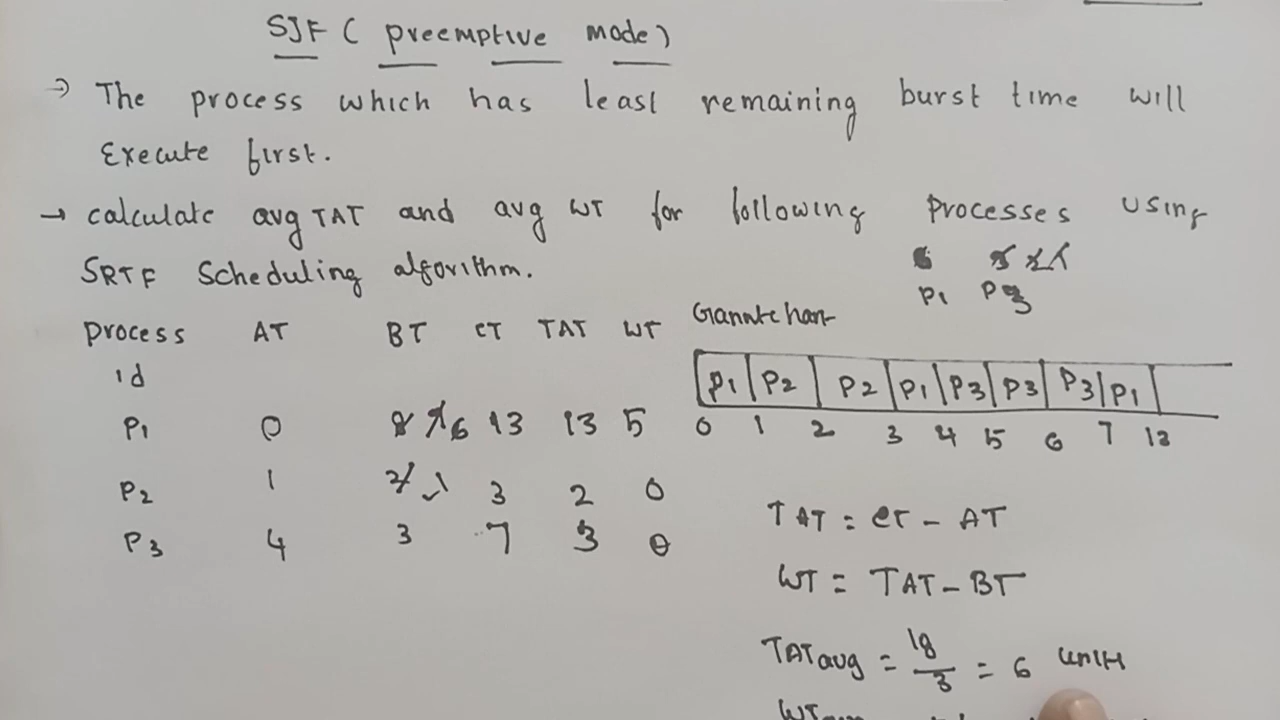 SJF ( preemptive mode)
→ The process which has least remaining burst time will
Execute first.
→ calculate avg TAT and avg WT for following processes using
SRTF Scheduling algorithm.
P1 P3
Process AT BT CT TAT WT
id
P1 0 8 7 6 13 13 5
P2 1 2 1 3 2 0
P3 4 3 7 3 0
Ganntchart
P1 P2 P2 P1 P3 P3 P3 P1
0 1 2 3 4 5 6 7 13
TAT = CT - AT
WT = TAT - BT
TATavg = 18/3 = 6 units